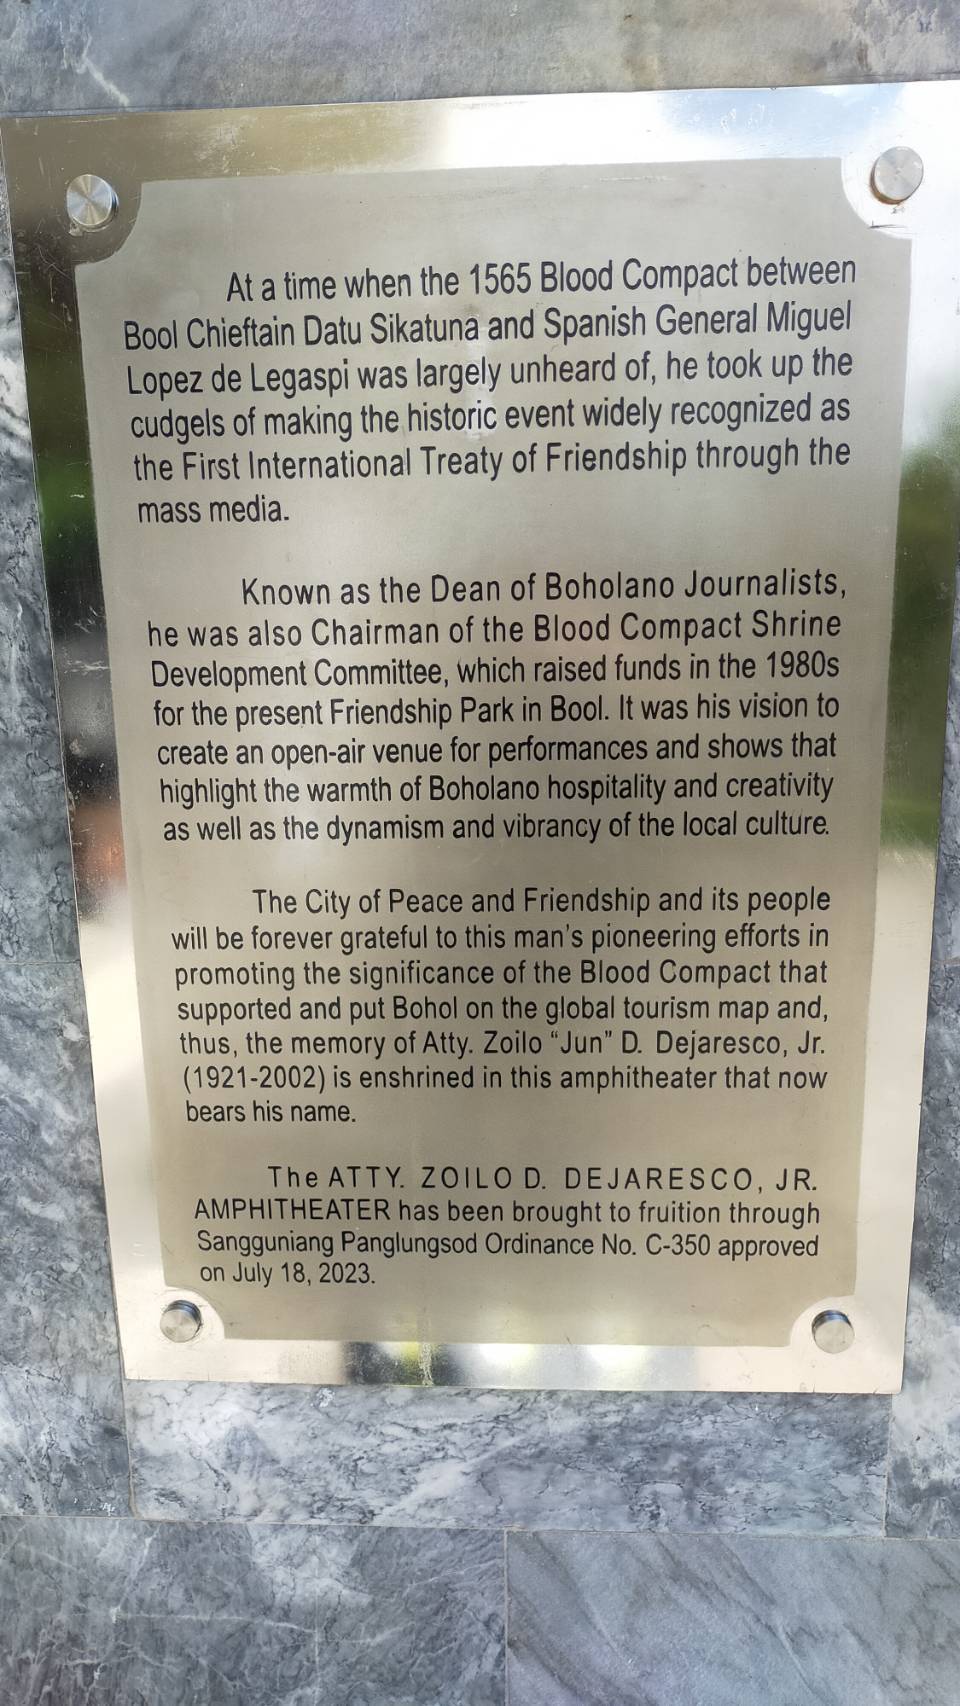 At a time when the 1565 Blood Compact between
Bool Chieftain Datu Sikatuna and Spanish General Miguel
Lopez de Legaspi was largely unheard of, he took up the
cudgels of making the historic event widely recognized as
the First International Treaty of Friendship through the
mass media.
Known as the Dean of Boholano Journalists,
he was also Chairman of the Blood Compact Shrine
Development Committee, which raised funds in the 1980s
for the present Friendship Park in Bool. It was his vision to
create an open-air venue for performances and shows that
highlight the warmth of Boholano hospitality and creativity
as well as the dynamism and vibrancy of the local culture.
The City of Peace and Friendship and its people
will be forever grateful to this man's pioneering efforts in
promoting the significance of the Blood Compact that
supported and put Bohol on the global tourism map and,
thus, the memory of Atty. Zoilo “Jun” D. Dejaresco, Jr.
(1921-2002) is enshrined in this amphitheater that now
bears his name.
The ATTY. ZOILO D. DEJARESCO, JR.
AMPHITHEATER has been brought to fruition through
Sangguniang Panglungsod Ordinance No. C-350 approved
on July 18, 2023.